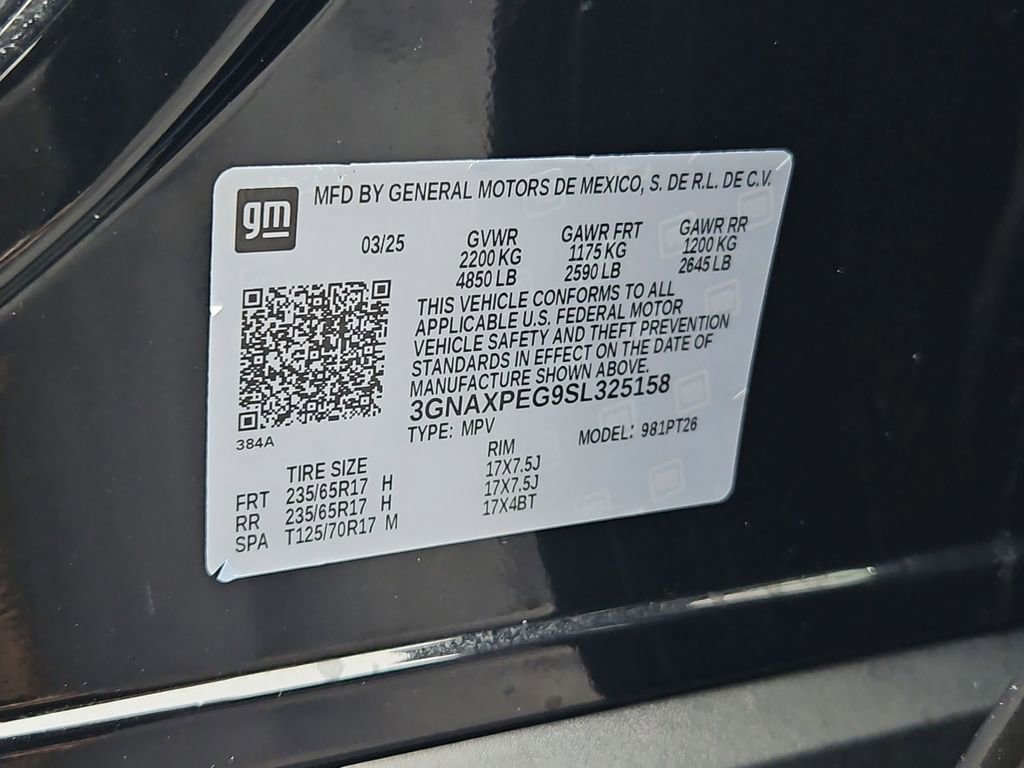 gm
MFD BY GENERAL MOTORS DE MEXICO, S. DE R.L. DE C.V.
03/25 GVWR GAWR FRT GAWR RR
2200 KG 1175 KG 1200 KG
4850 LB 2590 LB 2645 LB
THIS VEHICLE CONFORMS TO ALL
APPLICABLE U.S. FEDERAL MOTOR
VEHICLE SAFETY AND THEFT PREVENTION
STANDARDS IN EFFECT ON THE DATE OF
MANUFACTURE SHOWN ABOVE.
3GNAXPEG9SL325158
384A
TYPE: MPV MODEL: 981PT26
TIRE SIZE RIM
FRT 235/65R17 H 17X7.5J
RR 235/65R17 H 17X7.5J
SPA T125/70R17 M 17X4BT